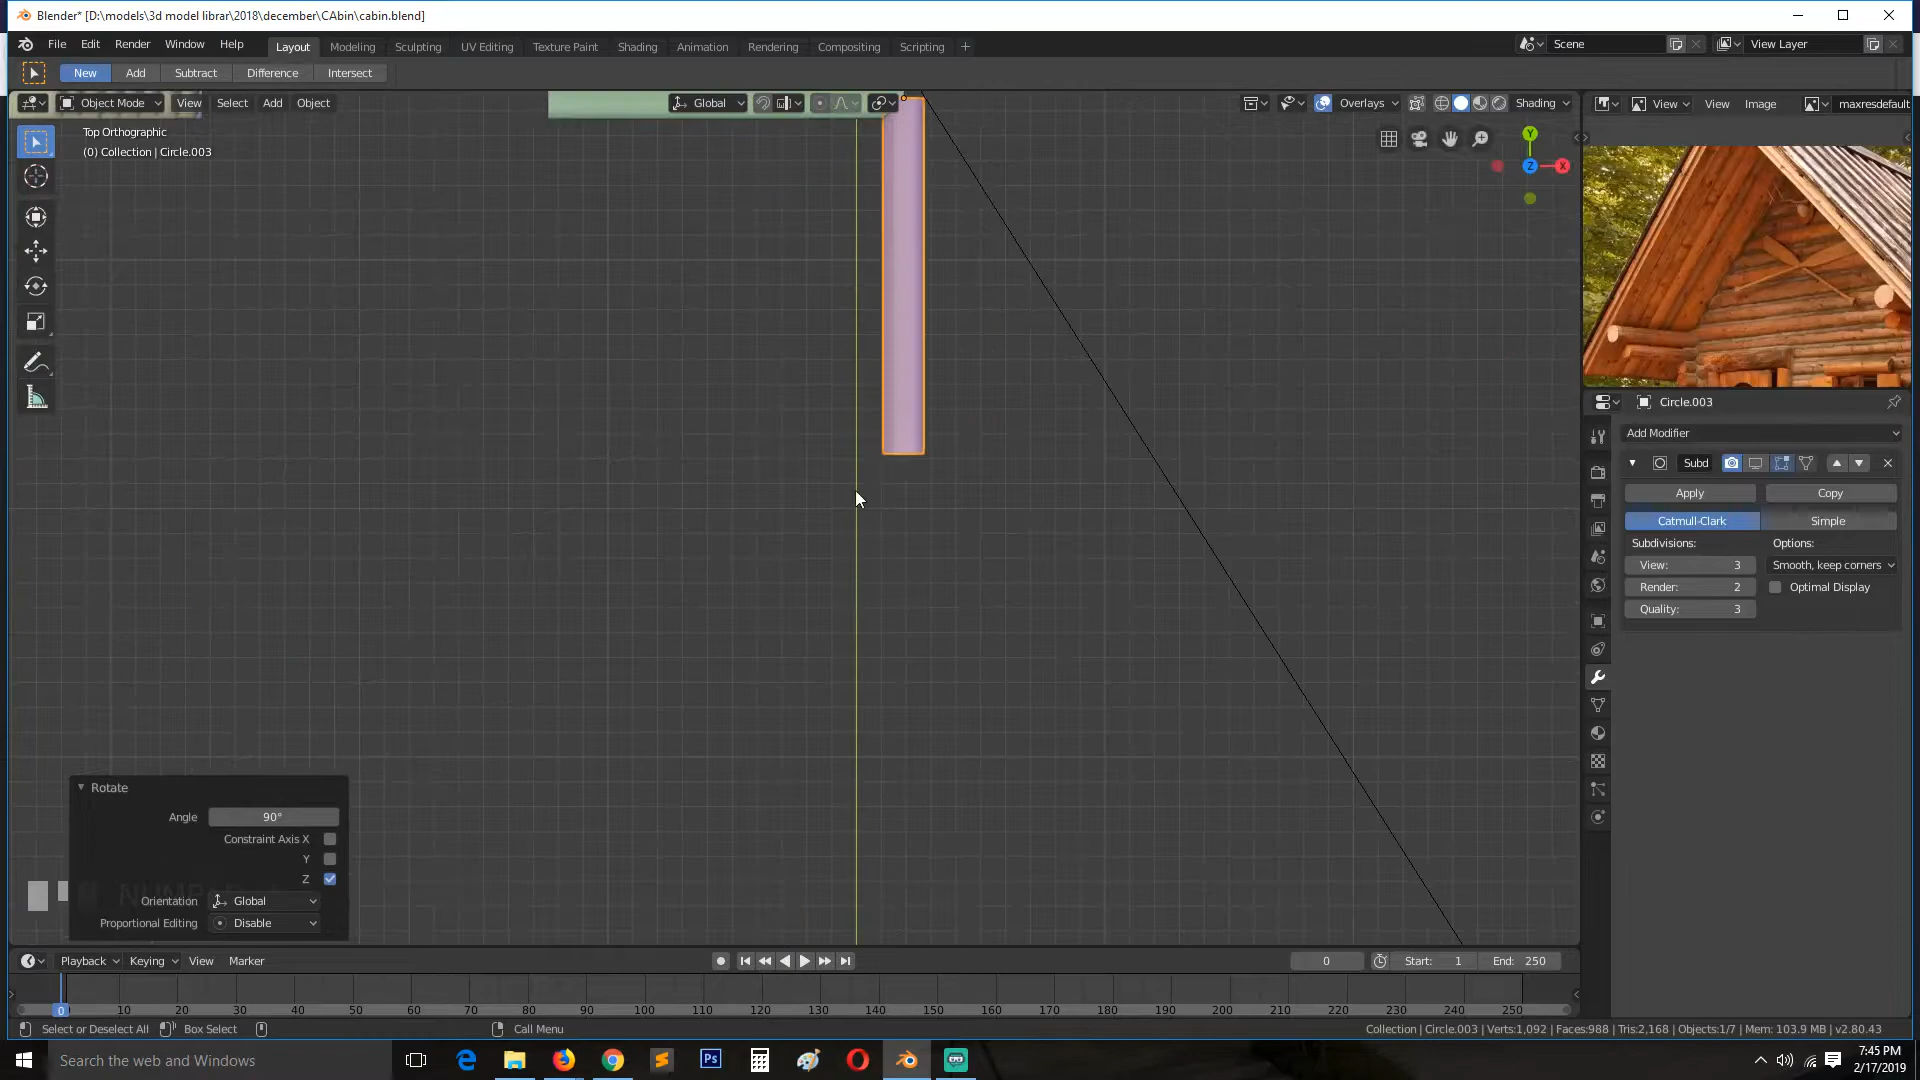 Blender* [D:\models\3d model librar\2018\december\CAbin\cabin.blend]
File Edit Render Window Help Layout Modeling Sculpting UV Editing Texture Paint Shading Animation Rendering Compositing Scripting + Scene View Layer
New Add Subtract Difference Intersect
Object Mode View Select Add Object Global Overlays Shading View View Image maxresdefault
Top Orthographic
(0) Collection | Circle.003
Y
Z X
Circle.003
Add Modifier
Subd
Apply Copy
Catmull-Clark Simple
Subdivisions: Options:
View: 3 Smooth, keep corners
Render: 2 Optimal Display
Quality: 3
Rotate
Angle 90°
Constraint Axis X
Y
Z
Orientation Global
Proportional Editing Disable
Playback Keying View Marker 0 Start: 1 End: 250
0 10 20 30 40 50 60 70 80 90 100 110 120 130 140 150 160 170 180 190 200 210 220 230 240 250
Select or Deselect All Box Select Call Menu Collection | Circle.003 | Verts:1,092 | Faces:988 | Tris:2,168 | Objects:1/7 | Mem: 103.9 MB | v2.80.43
Search the web and Windows Ps 7:45 PM
2/17/2019